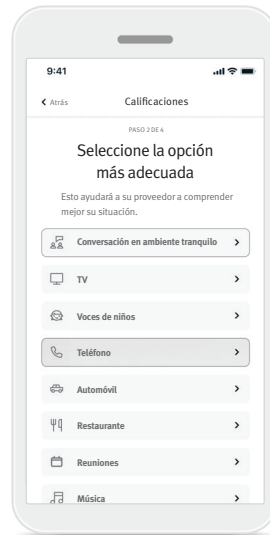 9:41
Atrás
Calificaciones
PASO 2 DE 4
Seleccione la opción
más adecuada
Esto ayudará a su proveedor a comprender
mejor su situación.
Conversación en ambiente tranquilo
TV
Voces de niños
Teléfono
Automóvil
Restaurante
Reuniones
Música